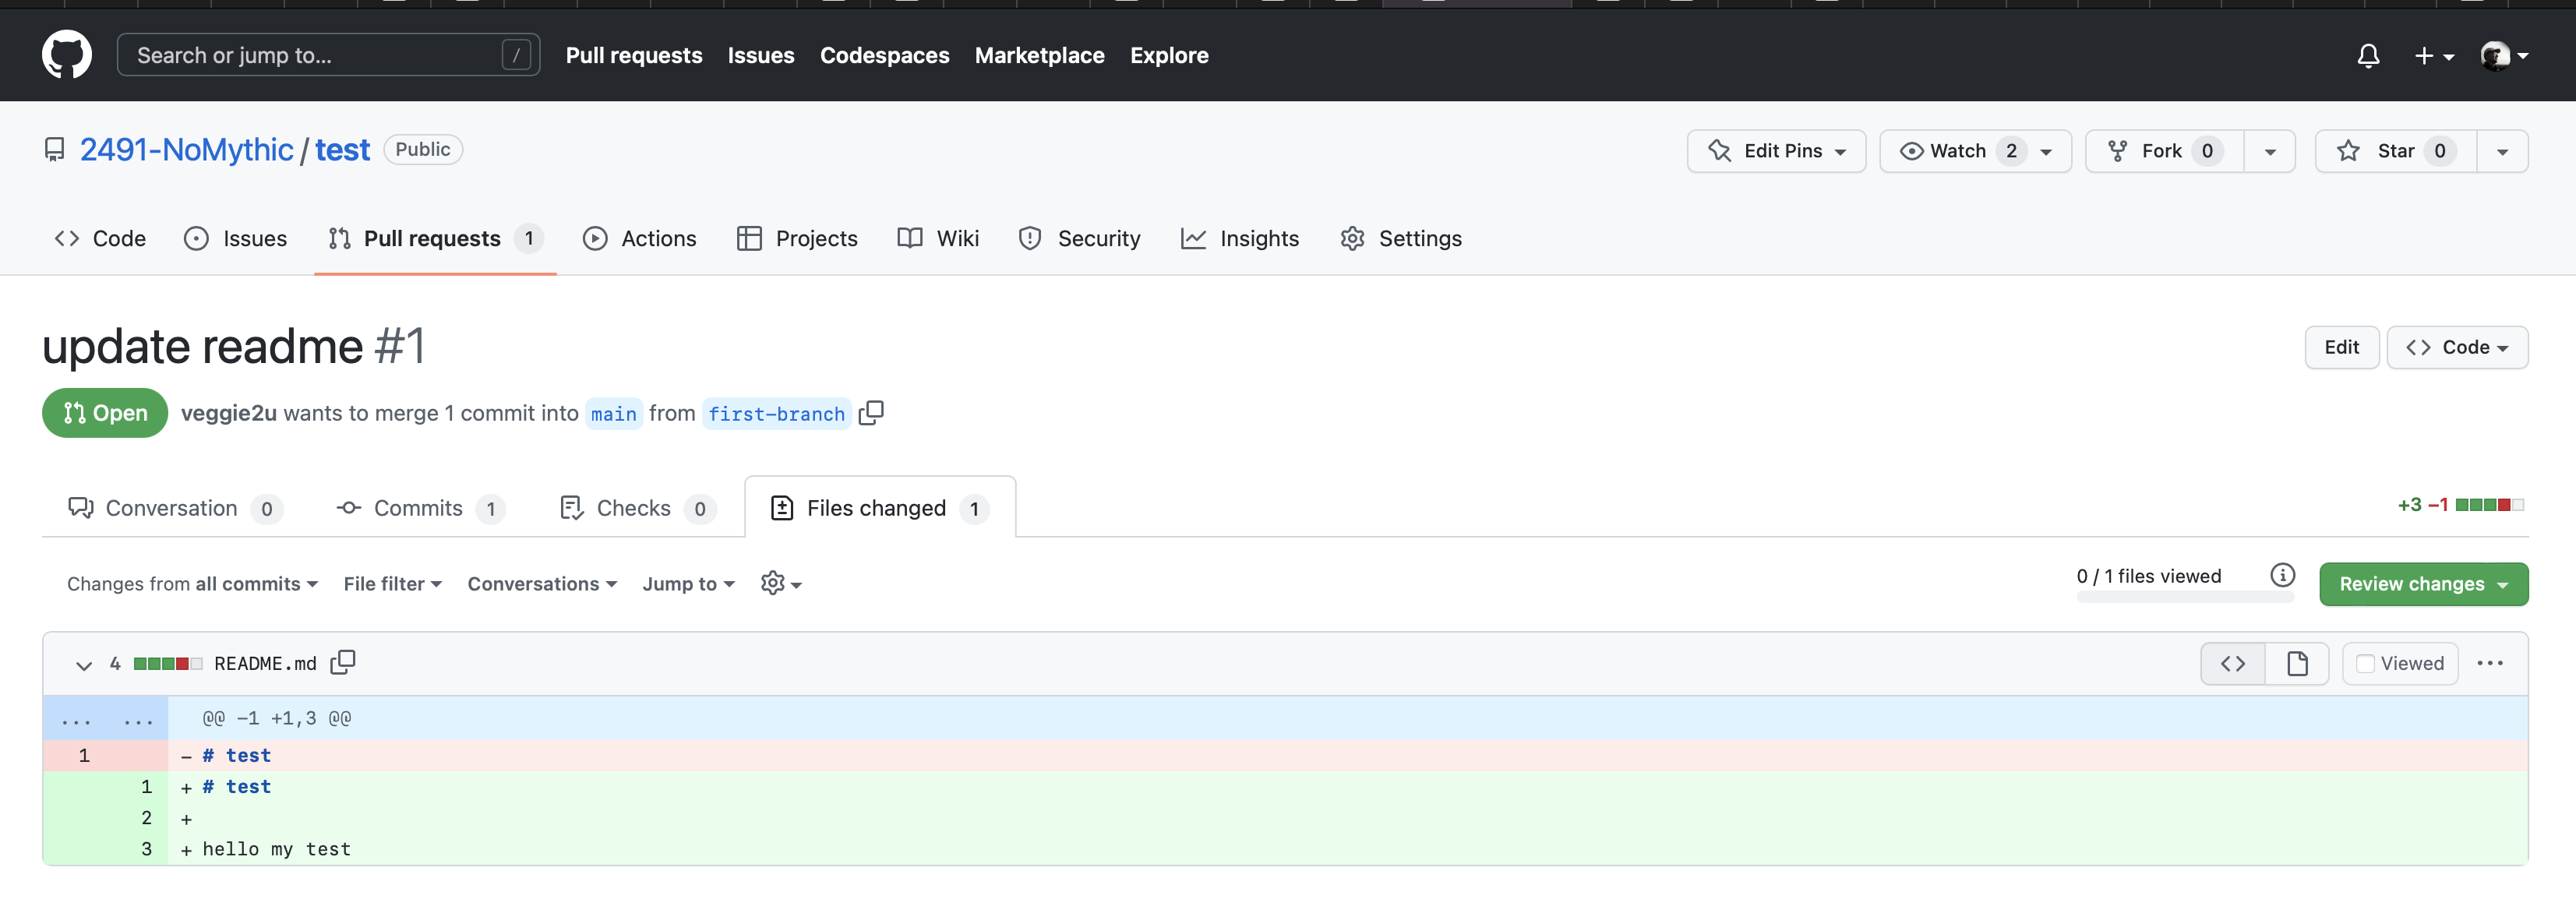 Search or jump to... /
Pull requests Issues Codespaces Marketplace Explore
2491-NoMythic / test Public
Edit Pins Watch 2 Fork 0 Star 0
Code Issues Pull requests 1 Actions Projects Wiki Security Insights Settings
update readme #1
Edit Code
Open veggie2u wants to merge 1 commit into main from first-branch
Conversation 0 Commits 1 Checks 0 Files changed 1
+3 −1
Changes from all commits File filter Conversations Jump to
0 / 1 files viewed
Review changes
4 README.md
Viewed
... ... @@ -1 +1,3 @@
1 - # test
1 + # test
2 +
3 + hello my test